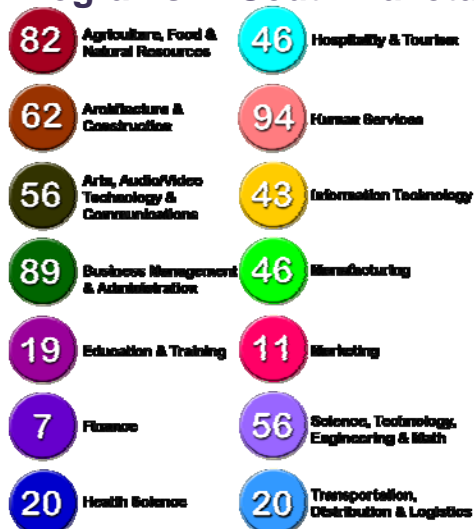 82 Agriculture, Food &
Natural Resources
62 Architecture &
Construction
56 Arts, Audio/Video
Technology &
Communications
89 Business Management
& Administration
19 Education & Training
7 Finance
20 Health Science
46 Hospitality & Tourism
94 Human Services
43 Information Technology
46 Manufacturing
11 Marketing
56 Science, Technology,
Engineering & Math
20 Transportation,
Distribution & Logistics